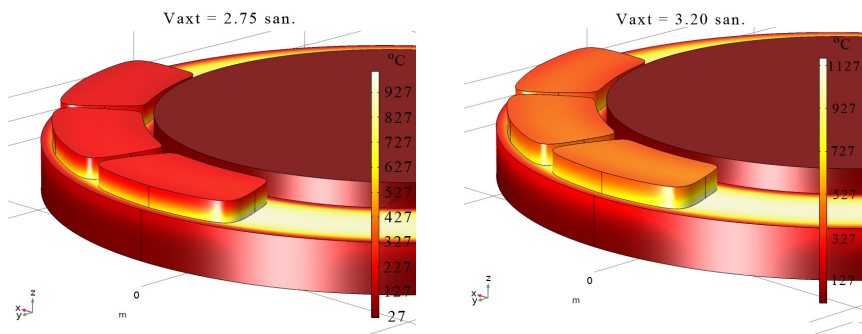 Vaxt = 2.75 san.
°C
927
827
727
627
527
427
327
227
127
27
0
m
z
x
y
Vaxt = 3.20 san.
°C
1127
927
727
527
327
127
0
m
z
x
y